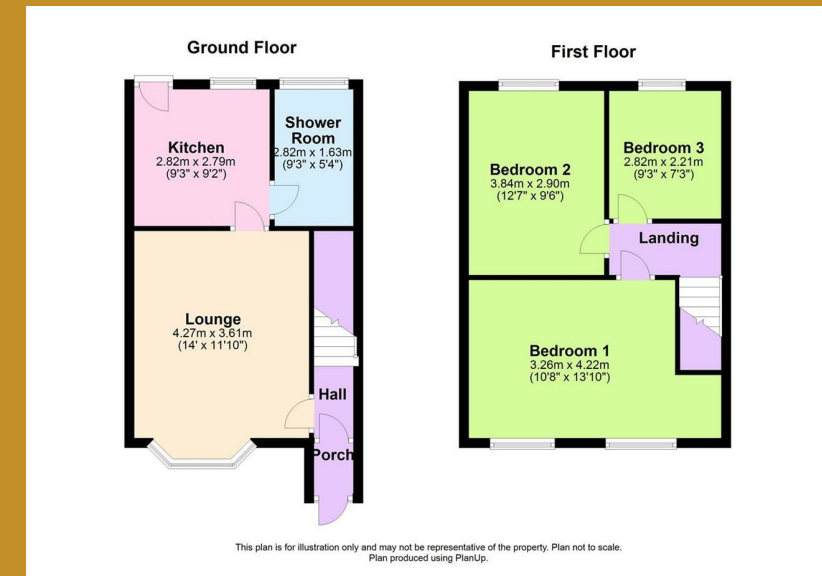 Ground Floor
Kitchen
2.82m x 2.79m
(9'3" x 9'2")
Shower
Room
2.82m x 1.63m
(9'3" x 5'4")
Lounge
4.27m x 3.61m
(14' x 11'10")
Hall
Porch
First Floor
Bedroom 2
3.84m x 2.90m
(12'7" x 9'6")
Bedroom 3
2.82m x 2.21m
(9'3" x 7'3")
Landing
Bedroom 1
3.26m x 4.22m
(10'8" x 13'10")
This plan is for illustration only and may not be representative of the property. Plan not to scale.
Plan produced using PlanUp.